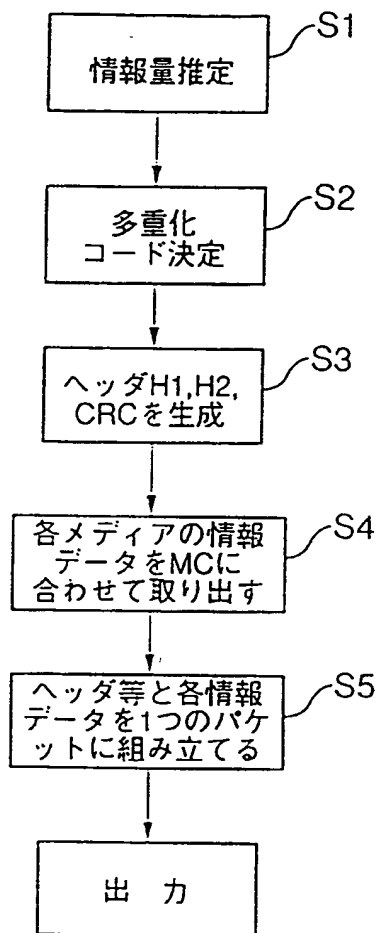 S1
情報量推定
S2
多重化
コード決定
S3
ヘッダH1,H2,
CRCを生成
S4
各メディアの情報
データをMCに
合わせて取り出す
S5
ヘッダ等と各情報
データを1つのパケ
ットに組み立てる
出 力